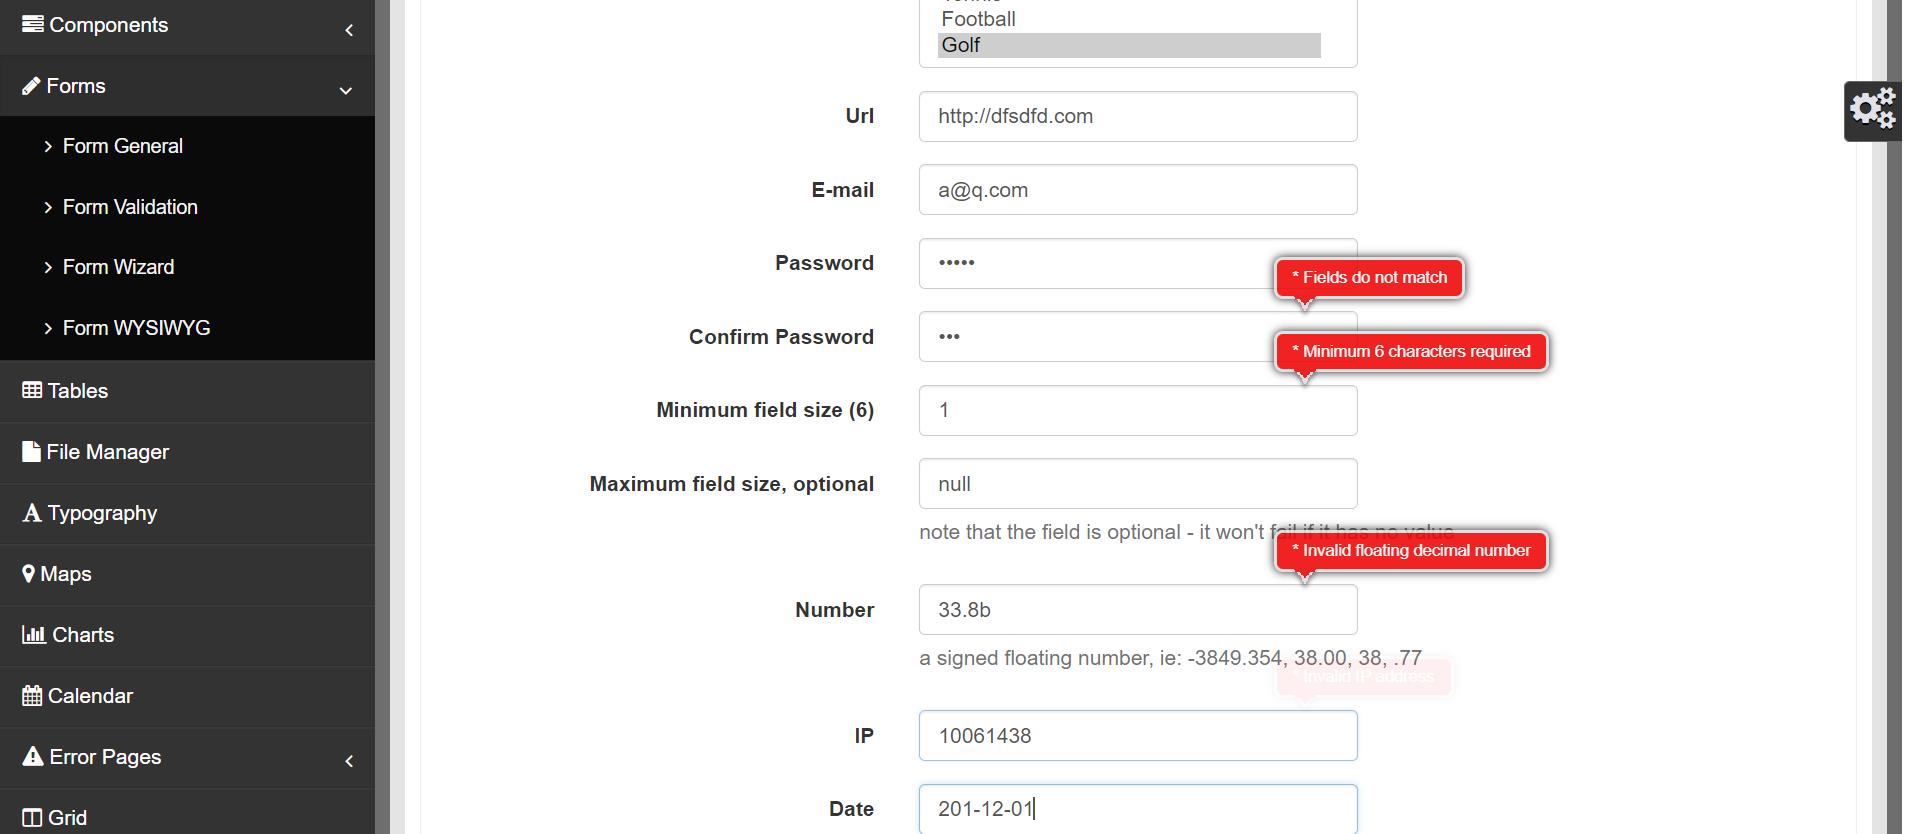 Components
Forms
Form General
Form Validation
Form Wizard
Form WYSIWYG
Tables
File Manager
Typography
Maps
Charts
Calendar
Error Pages
Grid
Football
Golf
Url
http://dfsdfd.com
E-mail
a@q.com
Password
•••••
* Fields do not match
Confirm Password
•••
* Minimum 6 characters required
Minimum field size (6)
1
Maximum field size, optional
null
note that the field is optional - it won't fail if it has no value
* Invalid floating decimal number
Number
33.8b
a signed floating number, ie: -3849.354, 38.00, 38, .77
* Invalid IP address
IP
10061438
Date
201-12-01